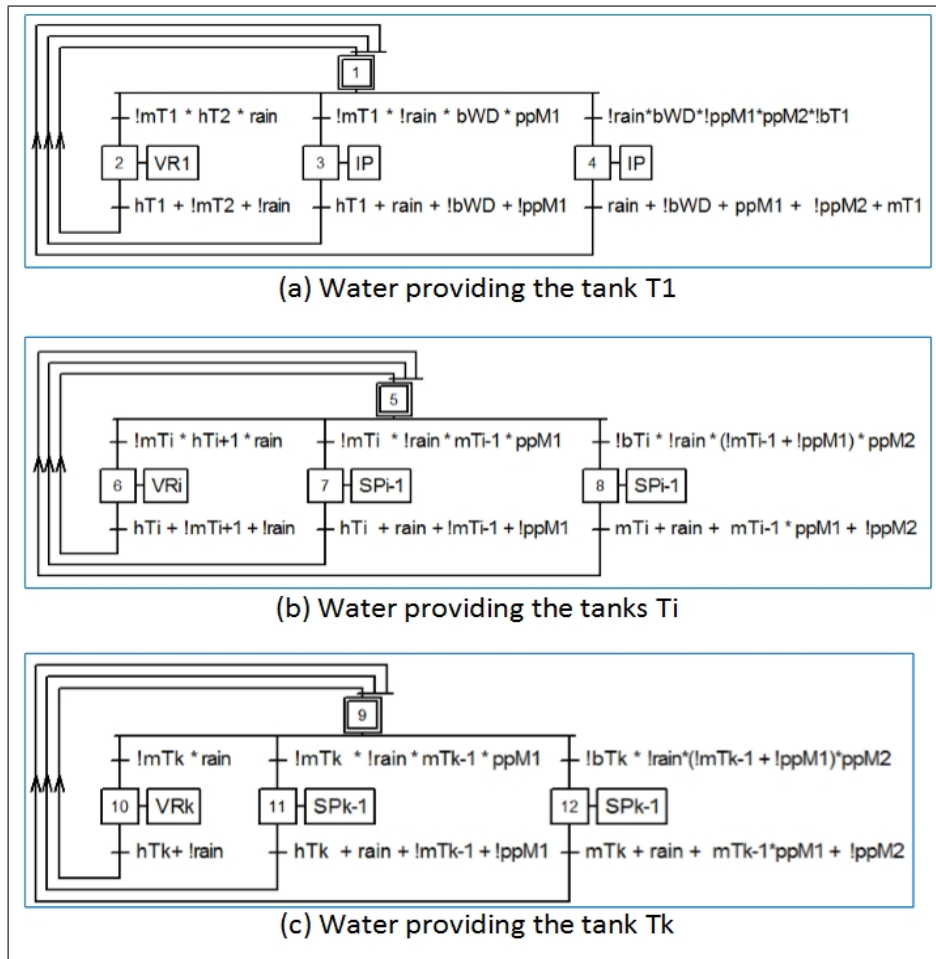 1
!mT1 * hT2 * rain !mT1 * !rain * bWD * ppM1 !rain*bWD*!ppM1*ppM2*!bT1
2 VR1 3 IP 4 IP
hT1 + !mT2 + !rain hT1 + rain + !bWD + !ppM1 rain + !bWD + ppM1 + !ppM2 + mT1
(a) Water providing the tank T1
5
!mTi * hTi+1 * rain !mTi * !rain * mTi-1 * ppM1 !bTi * !rain * (!mTi-1 + !ppM1) * ppM2
6 VRi 7 SPi-1 8 SPi-1
hTi + !mTi+1 + !rain hTi + rain + !mTi-1 + !ppM1 mTi + rain + mTi-1 * ppM1 + !ppM2
(b) Water providing the tanks Ti
9
!mTk * rain !mTk * !rain * mTk-1 * ppM1 !bTk * !rain*(!mTk-1 + !ppM1)*ppM2
10 VRk 11 SPk-1 12 SPk-1
hTk+ !rain hTk + rain + !mTk-1 + !ppM1 mTk + rain + mTk-1*ppM1 + !ppM2
(c) Water providing the tank Tk